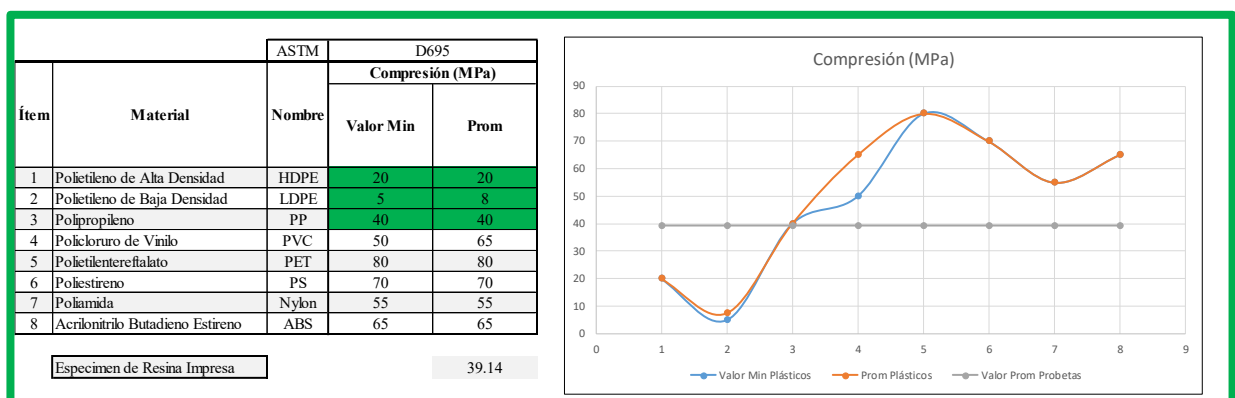 ASTM D695
Ítem Material Nombre Compresión (MPa)
Valor Min Prom
1 Polietileno de Alta Densidad HDPE 20 20
2 Polietileno de Baja Densidad LDPE 5 8
3 Polipropileno PP 40 40
4 Policloruro de Vinilo PVC 50 65
5 Polietilentereftalato PET 80 80
6 Poliestireno PS 70 70
7 Poliamida Nylon 55 55
8 Acrilonitrilo Butadieno Estireno ABS 65 65
Especimen de Resina Impresa 39.14
Compresión (MPa)
90
80
70
60
50
40
30
20
10
0
0 1 2 3 4 5 6 7 8 9
Valor Min Plásticos Prom Plásticos Valor Prom Probetas